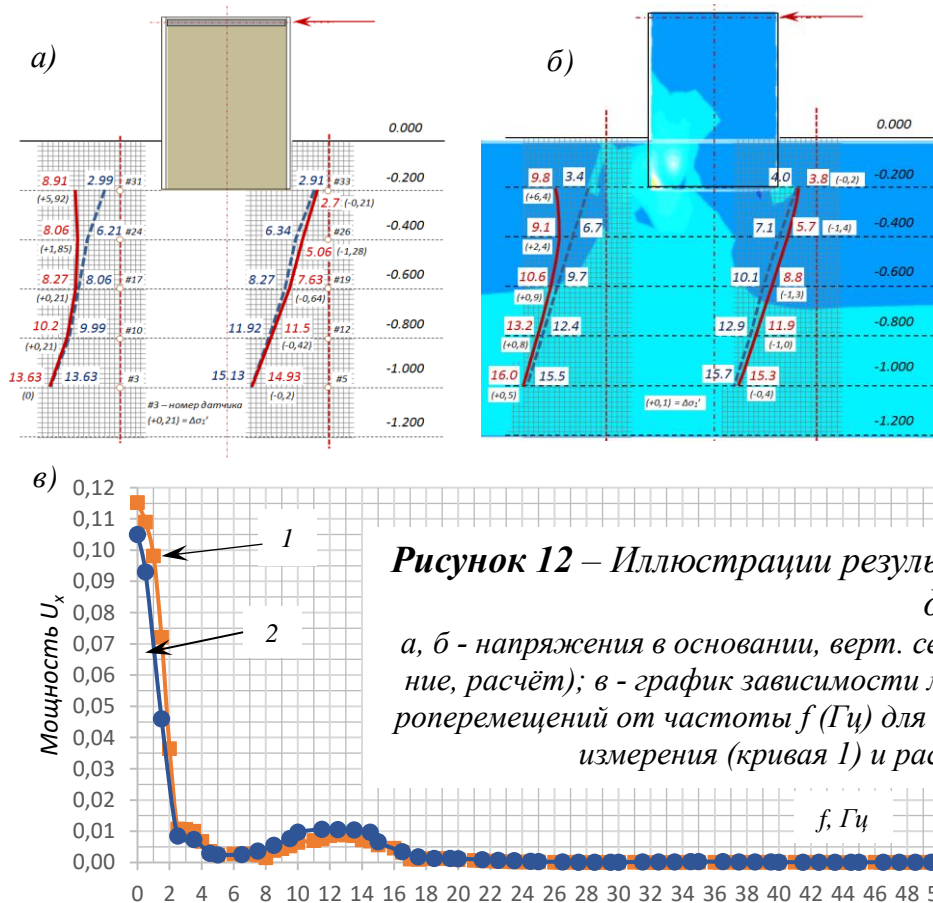 а)
б)
0.000
0.000
8.91 2.99 #31 2.91 #33 -0.200
(+5,92) 2.7 (-0,21)
9.8 3.4 4.0 3.8 (-0,2) -0.200
(+6,4)
8.06 6.21 #24 6.34 #26 -0.400
(+1,85) 5.06 (-1,28)
9.1 6.7 7.1 5.7 (-1,4) -0.400
(+2,4)
8.27 8.06 #17 8.27 7.63 #19 -0.600
(+0,21) (-0,64)
10.6 9.7 10.1 8.8 -0.600
(+0,9) (-1,3)
10.2 9.99 #10 11.92 11.5 #12 -0.800
(+0,21) (-0,42)
13.2 12.4 12.9 11.9 -0.800
(+0,8) (-1,0)
13.63 13.63 #3 15.13 14.93 #5 -1.000
(0) (-0,2)
16.0 15.5 15.7 15.3 -1.000
(+0,5) (-0,4)
#3 – номер датчика
(+0,21) = Δσ₁'
-1.200
(+0,1) = Δσ₁'
-1.200
в)
0,12
0,11
0,10
0,09
0,08
0,07
0,06
0,05
0,04
0,03
0,02
0,01
0,00
Мощность Uₓ
1
2
Рисунок 12 – Иллюстрации резуль
а, б - напряжения в основании, верт. се
ние, расчёт); в - график зависимости
роперемещений от частоты f (Гц) для
измерения (кривая 1) и рас
f, Гц
0 2 4 6 8 10 12 14 16 18 20 22 24 26 28 30 32 34 36 38 40 42 44 46 48 5